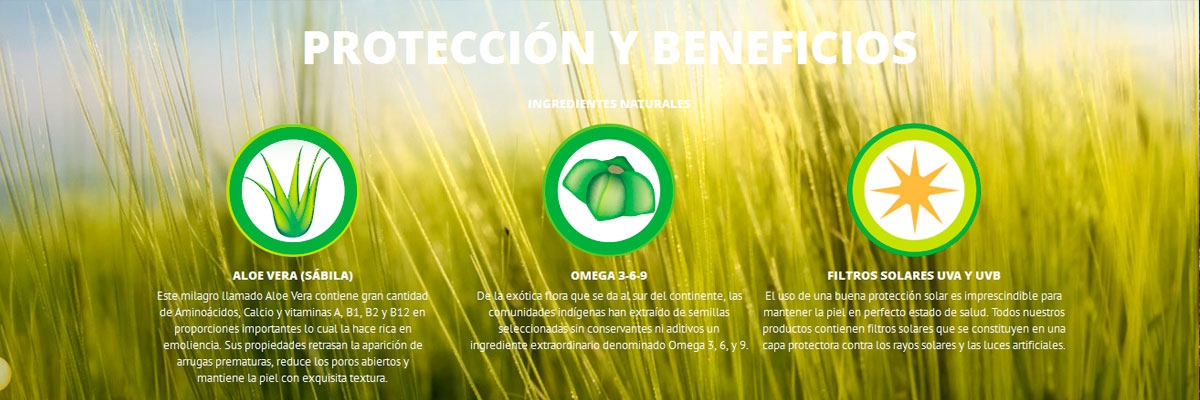 PROTECCIÓN Y BENEFICIOS
INGREDIENTES NATURALES
ALOE VERA (SÁBILA)
Este milagro llamado Aloe Vera contiene gran cantidad
de Aminoácidos, Calcio y vitaminas A, B1, B2 y B12 en
proporciones importantes lo cual la hace rica en
emoliencia. Sus propiedades retrasan la aparición de
arrugas prematuras, reduce los poros abiertos y
mantiene la piel con exquisita textura.
OMEGA 3-6-9
De la exótica flora que se da al sur del continente, las
comunidades indígenas han extraído de semillas
seleccionadas sin conservantes ni aditivos un
ingrediente extraordinario denominado Omega 3, 6, y 9.
FILTROS SOLARES UVA Y UVB
El uso de una buena protección solar es imprescindible para
mantener la piel en perfecto estado de salud. Todos nuestros
productos contienen filtros solares que se constituyen en una
capa protectora contra los rayos solares y las luces artificiales.